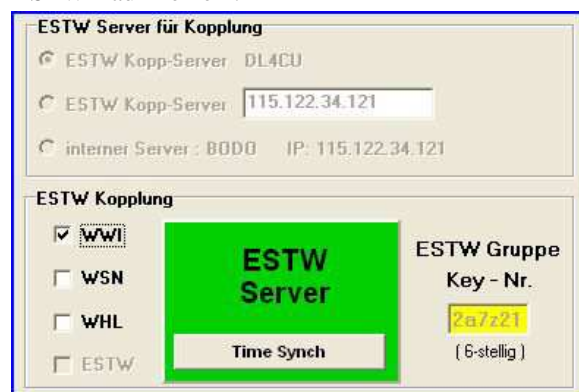 ESTW Server für Kopplung
ESTW Kopp-Server DL4CU
ESTW Kopp-Server 115.122.34.121
interner Server : BODO IP: 115.122.34.121
ESTW Kopplung
WWI
WSN
WHL
ESTW
ESTW
Server
Time Synch
ESTW Gruppe
Key - Nr.
2a7z21
( 6-stellig )